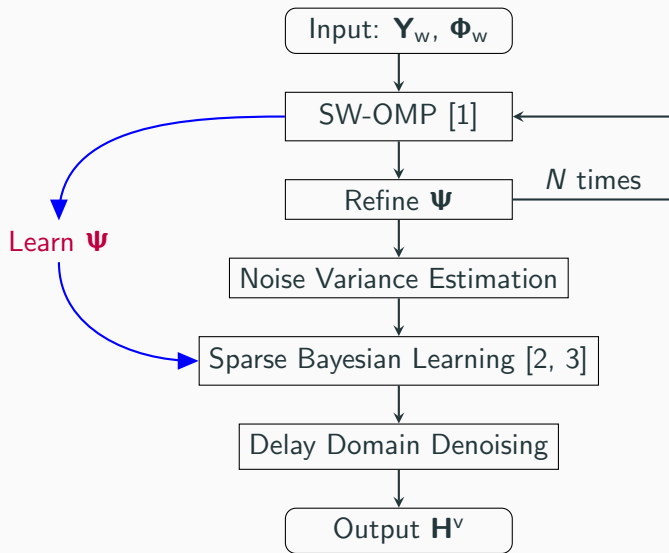 Input: Y_w, Φ_w
SW-OMP [1]
Refine Ψ
N times
Learn Ψ
Noise Variance Estimation
Sparse Bayesian Learning [2, 3]
Delay Domain Denoising
Output H^v